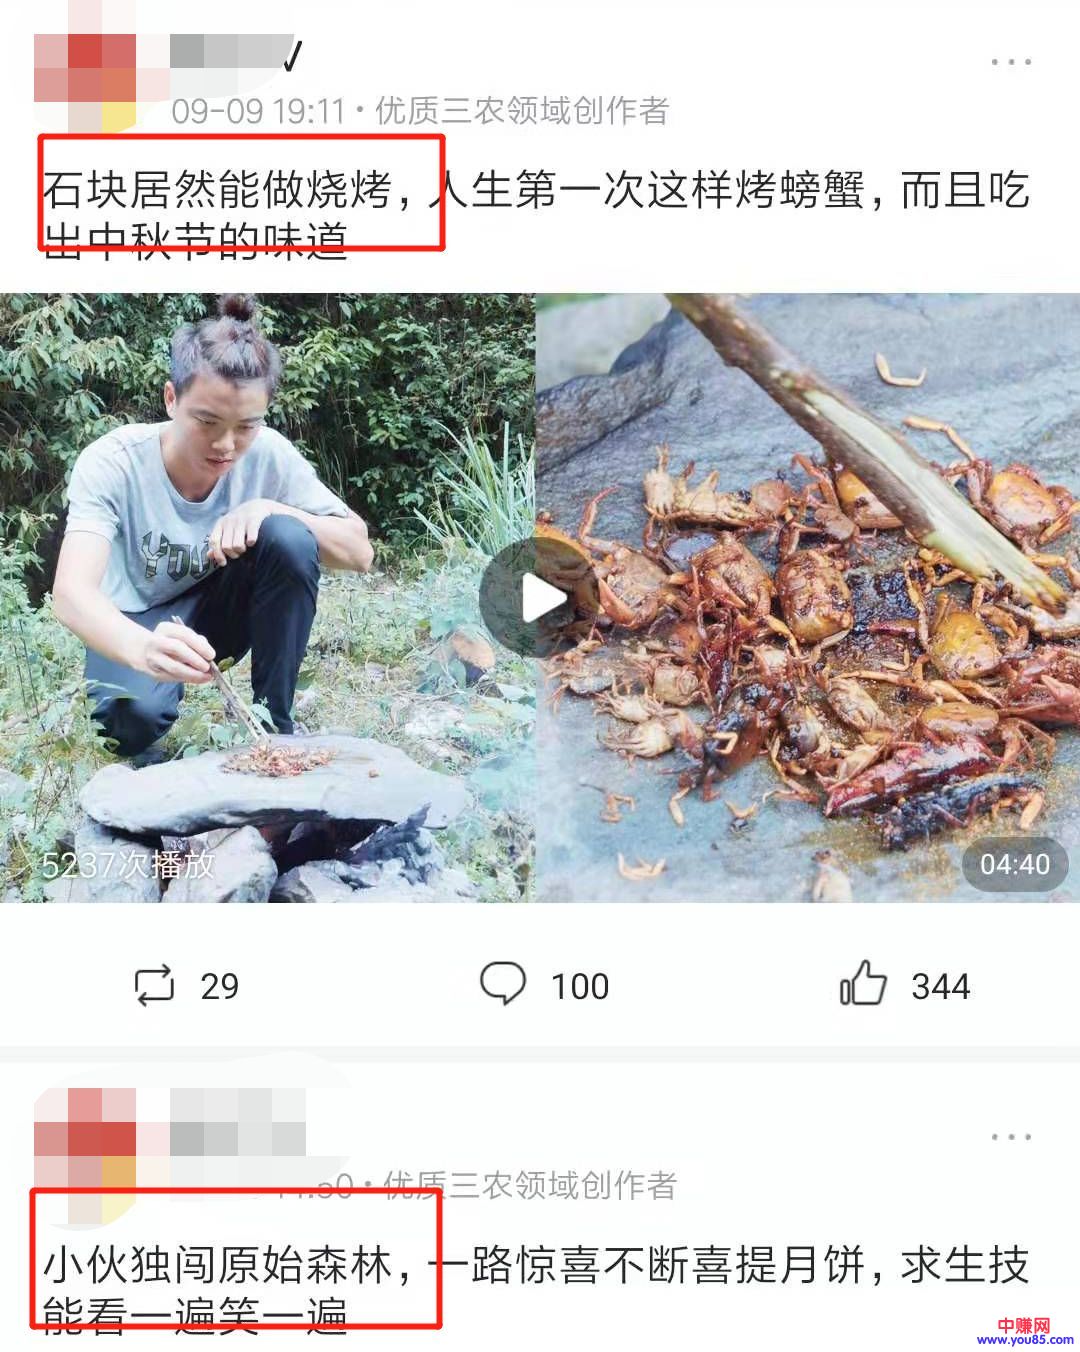 V
09-09 19:11 · 优质三农领域创作者
石块居然能做烧烤，人生第一次这样烤螃蟹，而且吃
出中秋节的味道
YOU
5237次播放
04:40
29
100
344
优质三农领域创作者
小伙独闯原始森林，一路惊喜不断喜提月饼，求生技
能看一遍笑一遍
中赚网
www.you85.com